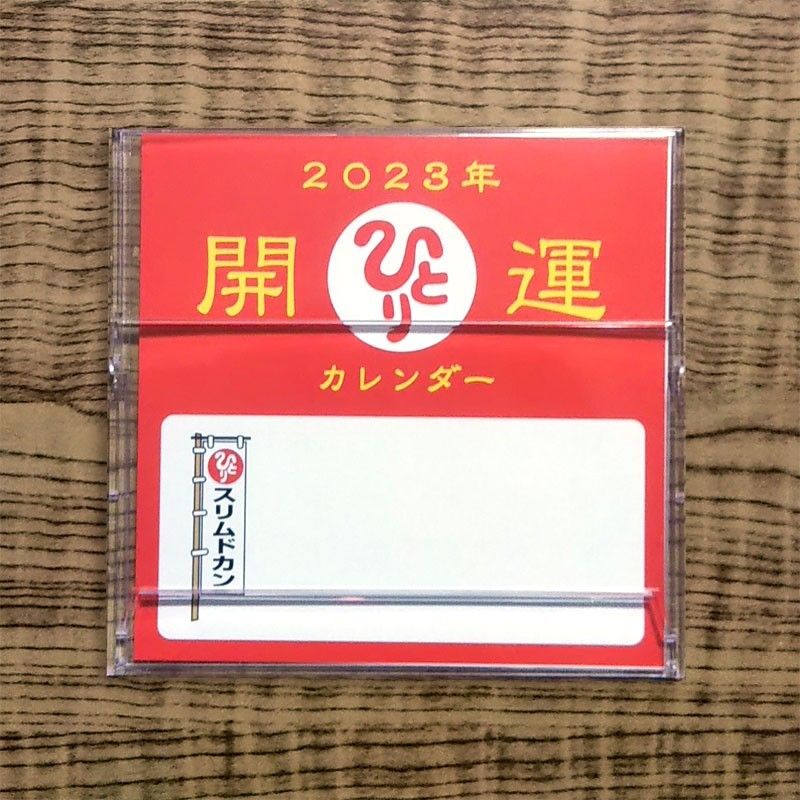 2023年
開 ひとり 運
カレンダー
ひとり
スリムドカン